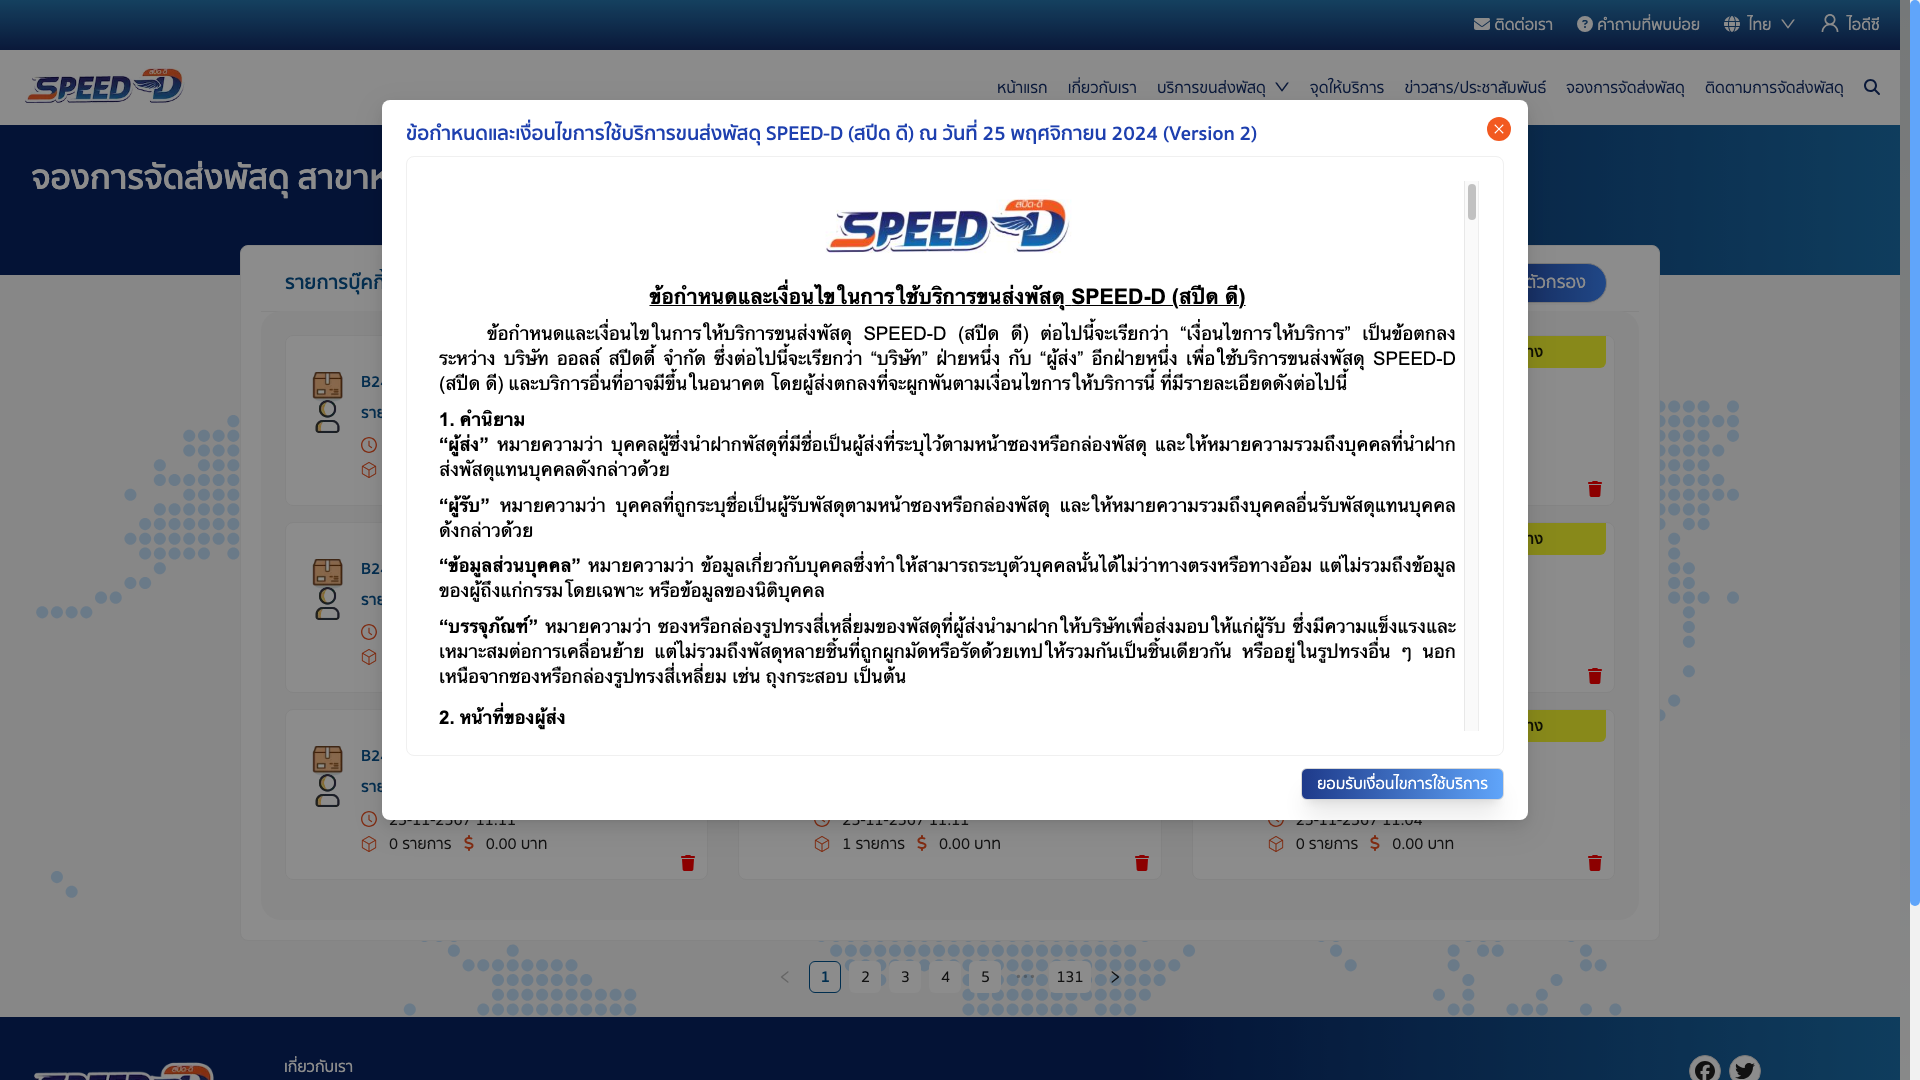 ติดต่อเรา คำถามที่พบบ่อย ไทย ไอดีซี
สปีด-ดี
SPEED-D
หน้าแรก เกี่ยวกับเรา บริการขนส่งพัสดุ จุดให้บริการ ข่าวสาร/ประชาสัมพันธ์ จองการจัดส่งพัสดุ ติดตามการจัดส่งพัสดุ
จองการจัดส่งพัสดุ
ข้อกำหนดและเงื่อนไขการใช้บริการขนส่งพัสดุ SPEED-D (สปีด ดี) ณ วันที่ 25 พฤศจิกายน 2024 (Version 2)
สปีด-ดี
SPEED-D
ข้อกำหนดและเงื่อนไขในการใช้บริการขนส่งพัสดุ SPEED-D (สปีด ดี)
ข้อกำหนดและเงื่อนไขในการให้บริการขนส่งพัสดุ SPEED-D (สปีด ดี) ต่อไปนี้จะเรียกว่า “เงื่อนไขการให้บริการ” เป็นข้อตกลง
ระหว่าง บริษัท ออลล์ สปีดดี้ จำกัด ซึ่งต่อไปนี้จะเรียกว่า “บริษัท” ฝ่ายหนึ่ง กับ “ผู้ส่ง” อีกฝ่ายหนึ่ง เพื่อใช้บริการขนส่งพัสดุ SPEED-D
(สปีด ดี) และบริการอื่นที่อาจมีขึ้นในอนาคต โดยผู้ส่งตกลงที่จะผูกพันตามเงื่อนไขการให้บริการนี้ ที่มีรายละเอียดดังต่อไปนี้
1. คำนิยาม
“ผู้ส่ง” หมายความว่า บุคคลผู้ซึ่งนำฝากพัสดุที่มีชื่อเป็นผู้ส่งที่ระบุไว้ตามหน้าซองหรือกล่องพัสดุ และให้หมายความรวมถึงบุคคลที่นำฝาก
ส่งพัสดุแทนบุคคลดังกล่าวด้วย
“ผู้รับ” หมายความว่า บุคคลที่ถูกระบุชื่อเป็นผู้รับพัสดุตามหน้าซองหรือกล่องพัสดุ และให้หมายความรวมถึงบุคคลอื่นรับพัสดุแทนบุคคล
ดังกล่าวด้วย
“ข้อมูลส่วนบุคคล” หมายความว่า ข้อมูลเกี่ยวกับบุคคลซึ่งทำให้สามารถระบุตัวบุคคลนั้นได้ไม่ว่าทางตรงหรือทางอ้อม แต่ไม่รวมถึงข้อมูล
ของผู้ถึงแก่กรรมโดยเฉพาะ หรือข้อมูลของนิติบุคคล
“บรรจุภัณฑ์” หมายความว่า ซองหรือกล่องรูปทรงสี่เหลี่ยมของพัสดุที่ผู้ส่งนำมาฝากให้บริษัทเพื่อส่งมอบให้แก่ผู้รับ ซึ่งมีความแข็งแรงและ
เหมาะสมต่อการเคลื่อนย้าย แต่ไม่รวมถึงพัสดุหลายชิ้นที่ถูกผูกมัดหรือรัดด้วยเทปให้รวมกันเป็นชิ้นเดียวกัน หรืออยู่ในรูปทรงอื่น ๆ นอก
เหนือจากซองหรือกล่องรูปทรงสี่เหลี่ยม เช่น ถุงกระสอบ เป็นต้น
2. หน้าที่ของผู้ส่ง
ยอมรับเงื่อนไขการใช้บริการ
ตัวกรอง
0 รายการ 0.00 บาท 1 รายการ 0.00 บาท 0 รายการ 0.00 บาท
1 2 3 4 5 ••• 131
เกี่ยวกับเรา